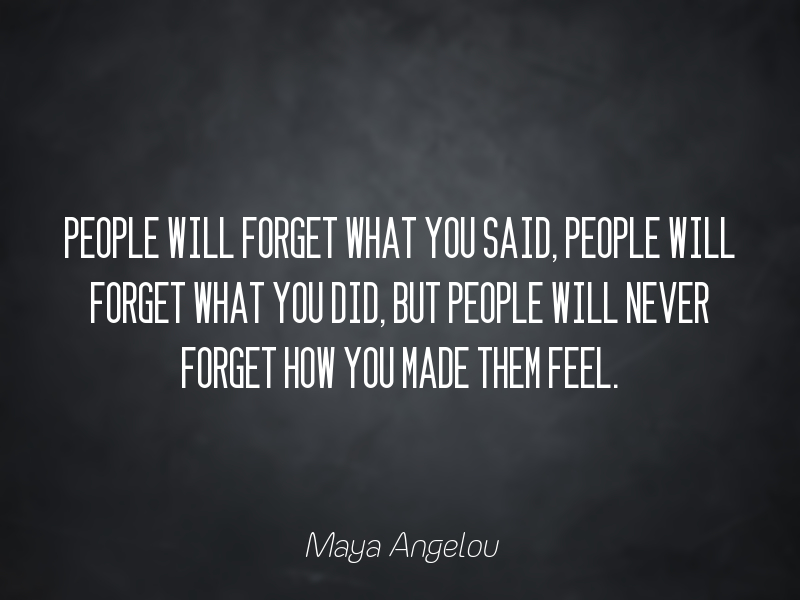 PEOPLE WILL FORGET WHAT YOU SAID, PEOPLE WILL
FORGET WHAT YOU DID, BUT PEOPLE WILL NEVER
FORGET HOW YOU MADE THEM FEEL.
Maya Angelou